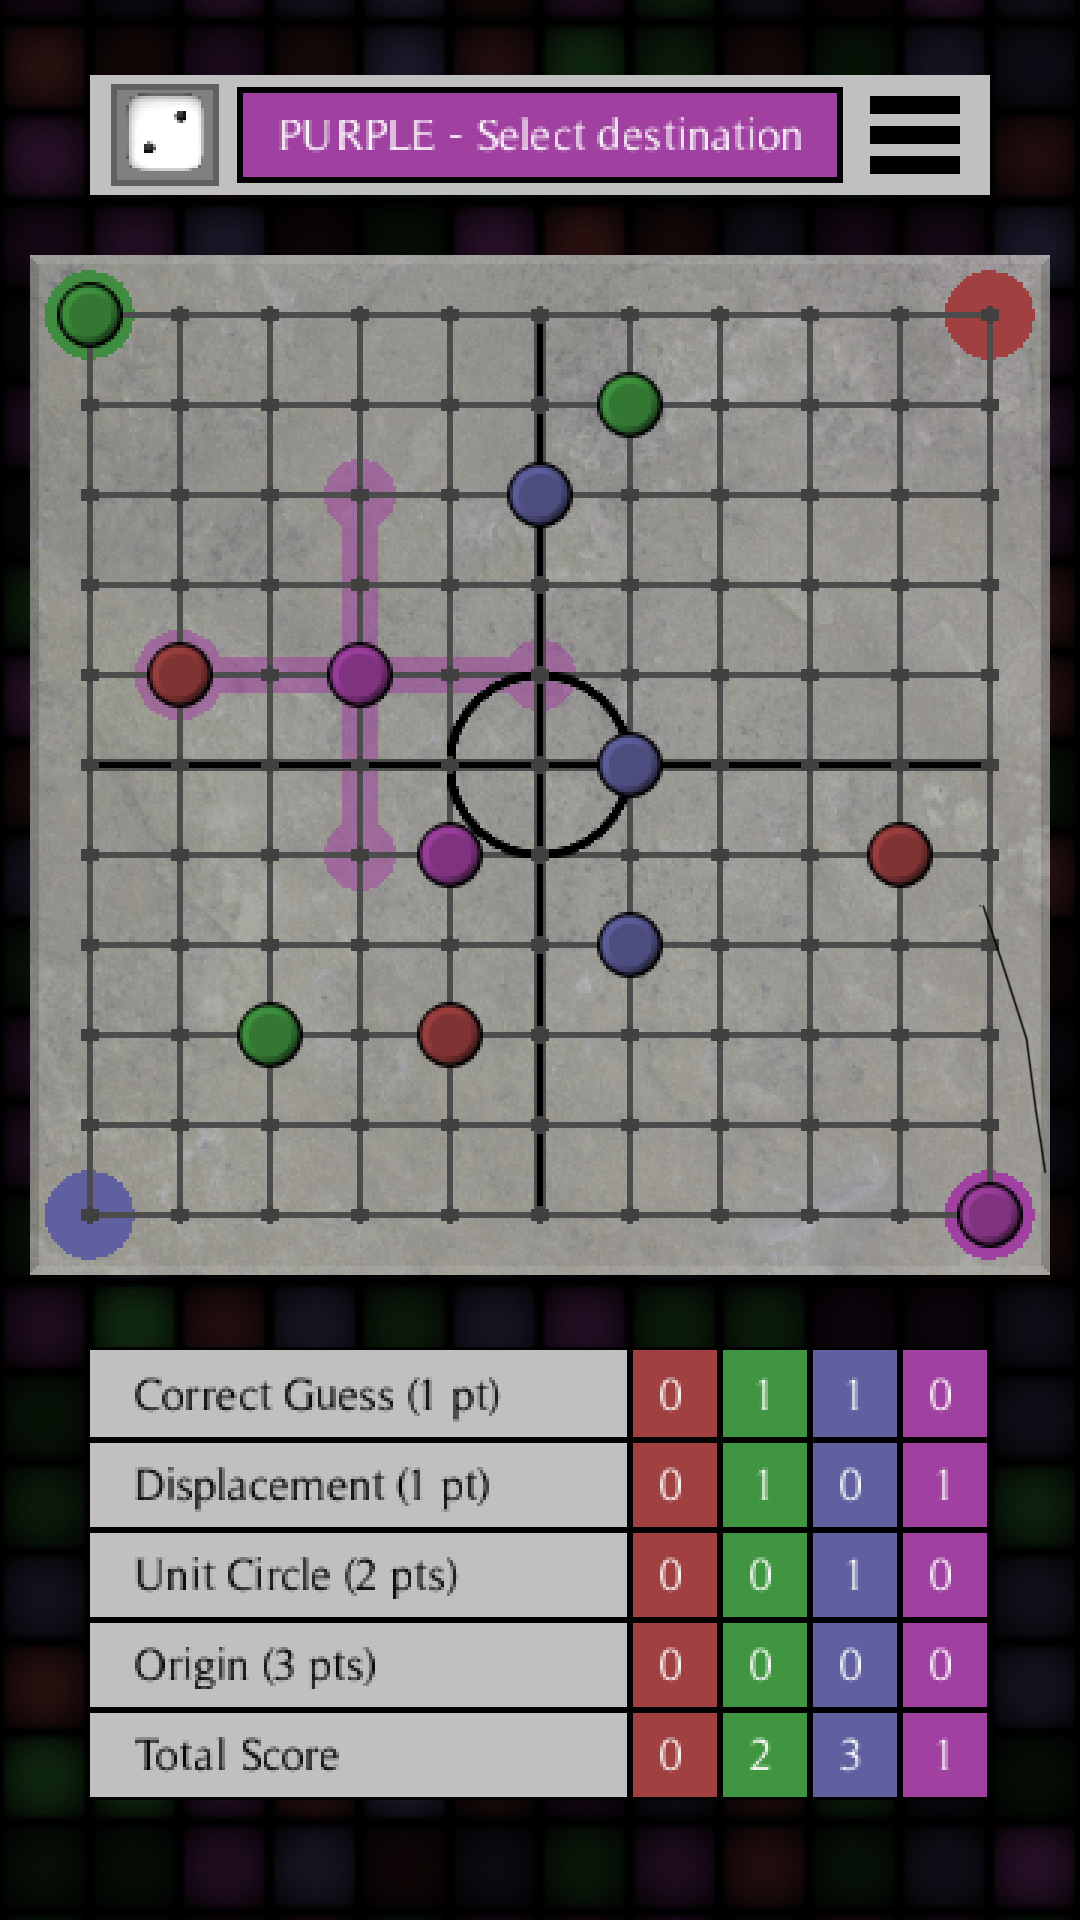 PURPLE - Select destination
Correct Guess (1 pt) 0 1 1 0
Displacement (1 pt) 0 1 0 1
Unit Circle (2 pts) 0 0 1 0
Origin (3 pts) 0 0 0 0
Total Score 0 2 3 1